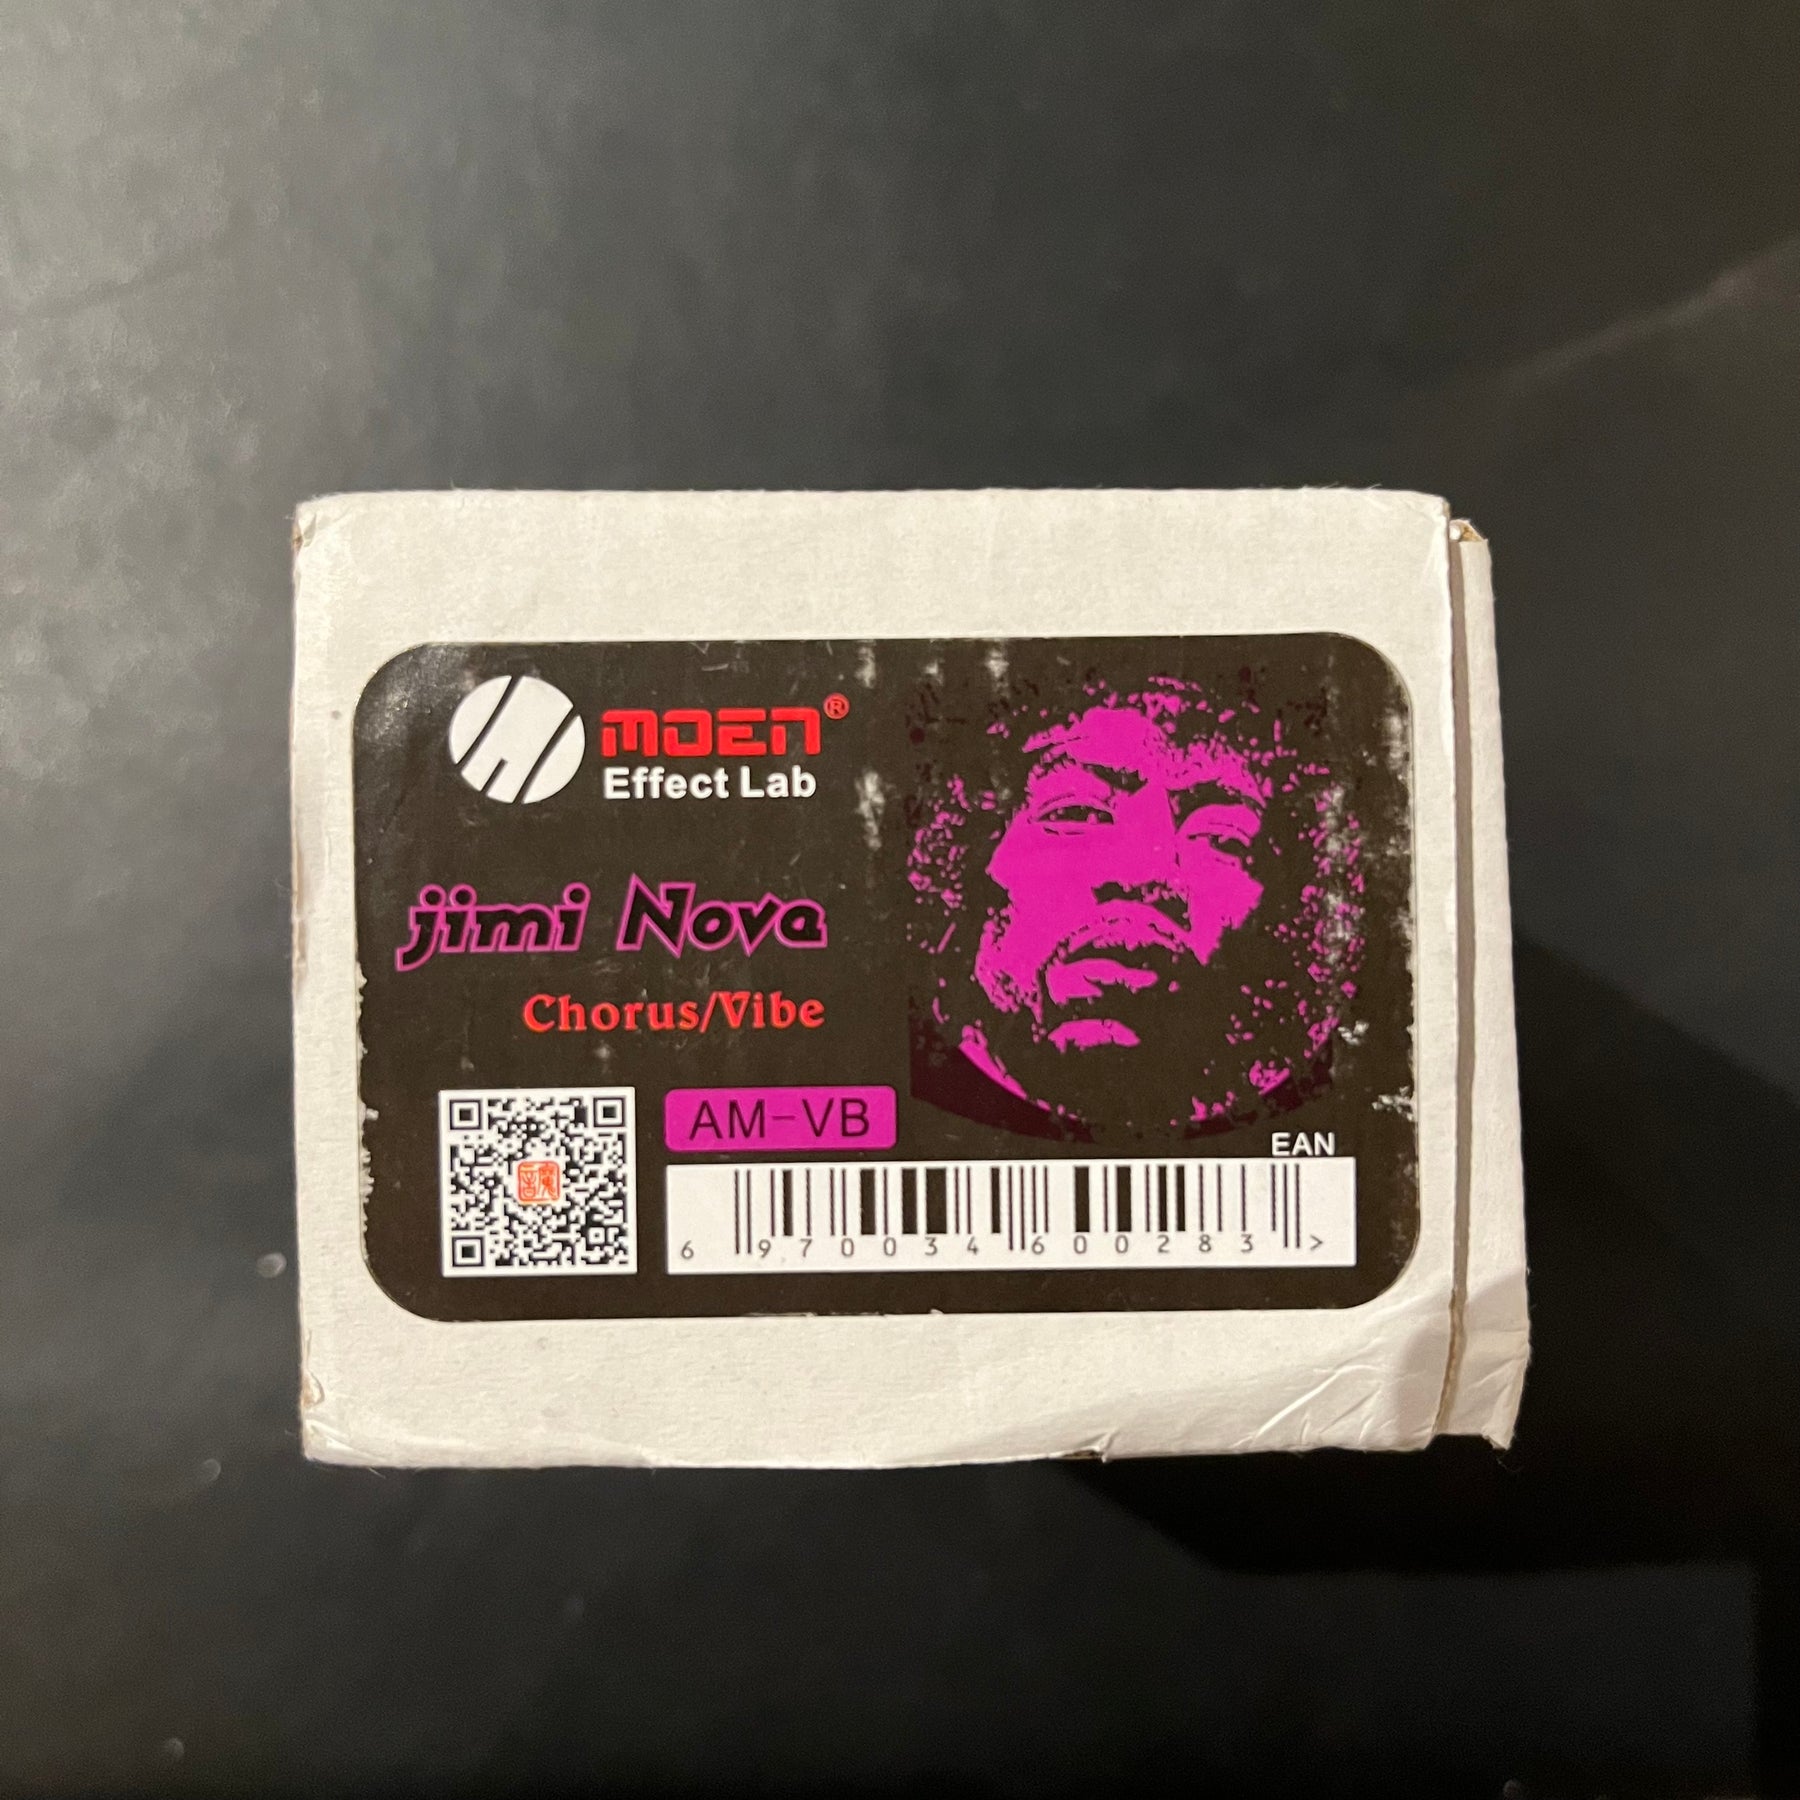 MOEN®
Effect Lab
jimi Nova
Chorus/Vibe
AM-VB
EAN
6 970034 600283 >